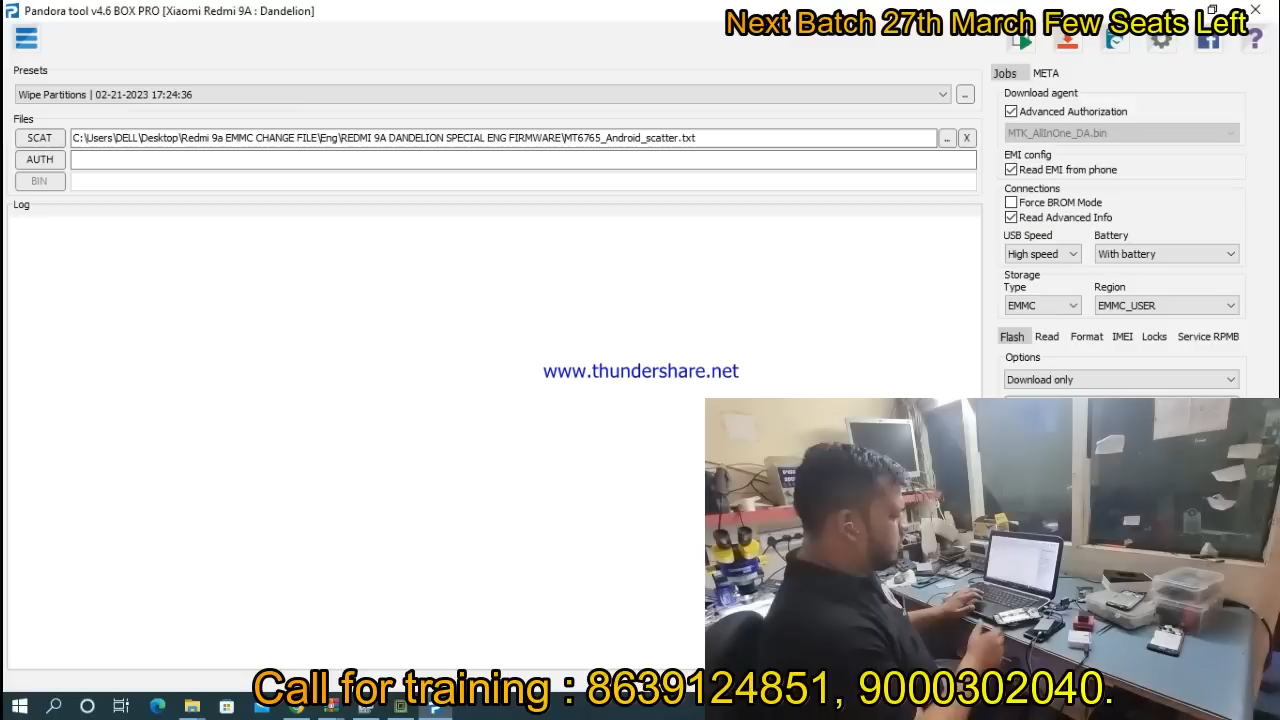 Pandora tool v4.6 BOX PRO [Xiaomi Redmi 9A : Dandelion]
Next Batch 27th March Few Seats Left
Presets
Wipe Partitions | 02-21-2023 17:24:36
...
Files
SCAT C:\Users\DELL\Desktop\Redmi 9a EMMC CHANGE FILE\Eng\REDMI 9A DANDELION SPECIAL ENG FIRMWARE\MT6765_Android_scatter.txt ... X
AUTH
BIN
Log
Jobs META
Download agent
Advanced Authorization
MTK_AllInOne_DA.bin
EMI config
Read EMI from phone
Connections
Force BROM Mode
Read Advanced Info
USB Speed Battery
High speed With battery
Storage
Type Region
EMMC EMMC_USER
Flash Read Format IMEI Locks Service RPMB
Options
Download only
www.thundershare.net
Call for training : 8639124851, 9000302040.